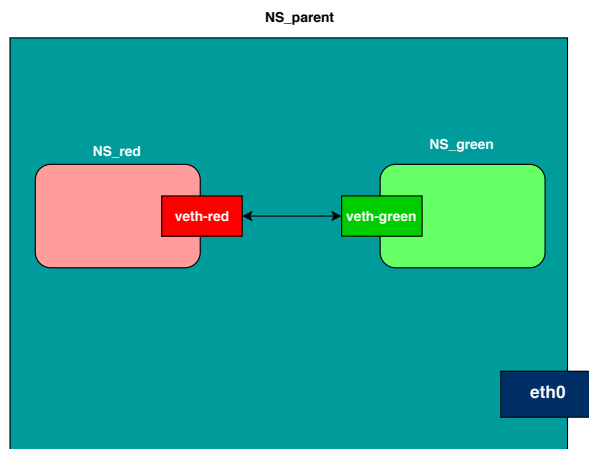 NS_parent
NS_red
NS_green
veth-red
veth-green
eth0